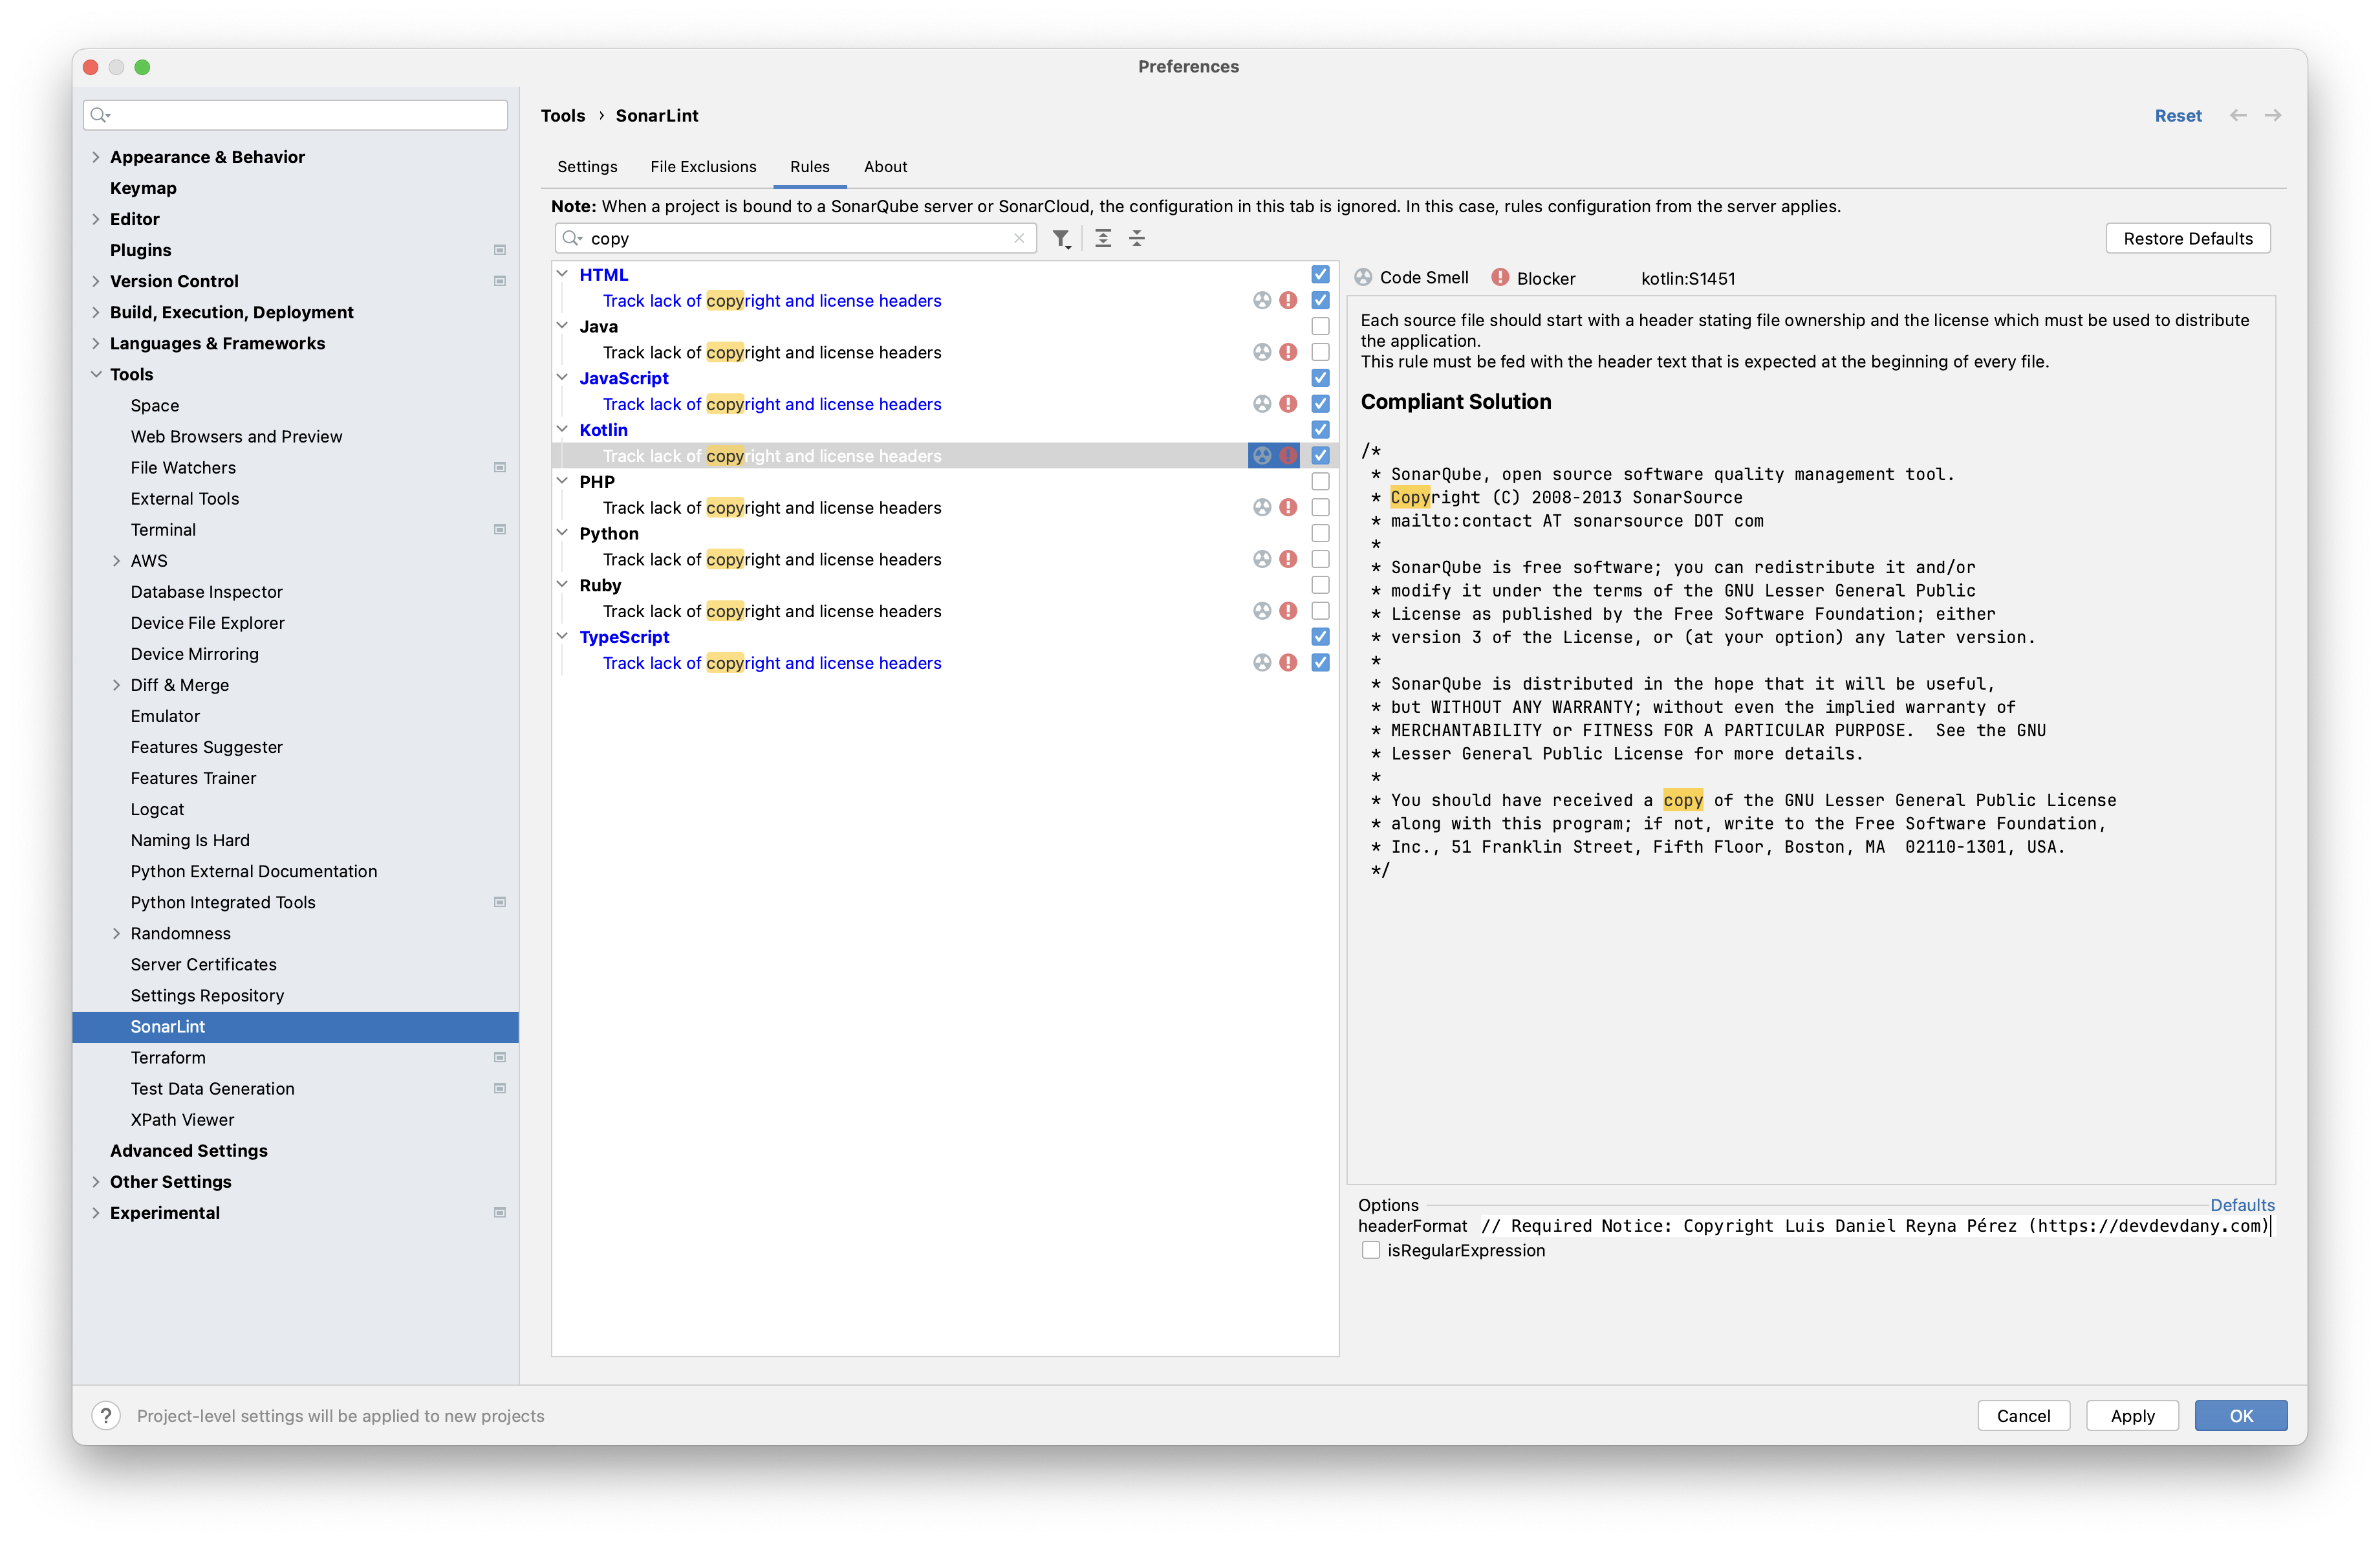 Preferences
Appearance & Behavior
Keymap
Editor
Plugins
Version Control
Build, Execution, Deployment
Languages & Frameworks
Tools
Space
Web Browsers and Preview
File Watchers
External Tools
Terminal
AWS
Database Inspector
Device File Explorer
Device Mirroring
Diff & Merge
Emulator
Features Suggester
Features Trainer
Logcat
Naming Is Hard
Python External Documentation
Python Integrated Tools
Randomness
Server Certificates
Settings Repository
SonarLint
Terraform
Test Data Generation
XPath Viewer
Advanced Settings
Other Settings
Experimental
Tools › SonarLint
Reset
Settings File Exclusions Rules About
Note: When a project is bound to a SonarQube server or SonarCloud, the configuration in this tab is ignored. In this case, rules configuration from the server applies.
copy
Restore Defaults
HTML
Track lack of copyright and license headers
Java
Track lack of copyright and license headers
JavaScript
Track lack of copyright and license headers
Kotlin
Track lack of copyright and license headers
PHP
Track lack of copyright and license headers
Python
Track lack of copyright and license headers
Ruby
Track lack of copyright and license headers
TypeScript
Track lack of copyright and license headers
Code Smell Blocker kotlin:S1451
Each source file should start with a header stating file ownership and the license which must be used to distribute
the application.
This rule must be fed with the header text that is expected at the beginning of every file.
Compliant Solution
/*
* SonarQube, open source software quality management tool.
* Copyright (C) 2008-2013 SonarSource
* mailto:contact AT sonarsource DOT com
*
* SonarQube is free software; you can redistribute it and/or
* modify it under the terms of the GNU Lesser General Public
* License as published by the Free Software Foundation; either
* version 3 of the License, or (at your option) any later version.
*
* SonarQube is distributed in the hope that it will be useful,
* but WITHOUT ANY WARRANTY; without even the implied warranty of
* MERCHANTABILITY or FITNESS FOR A PARTICULAR PURPOSE.  See the GNU
* Lesser General Public License for more details.
*
* You should have received a copy of the GNU Lesser General Public License
* along with this program; if not, write to the Free Software Foundation,
* Inc., 51 Franklin Street, Fifth Floor, Boston, MA  02110-1301, USA.
*/
Options
Defaults
headerFormat // Required Notice: Copyright Luis Daniel Reyna Pérez (https://devdevdany.com)
isRegularExpression
? Project-level settings will be applied to new projects
Cancel Apply OK